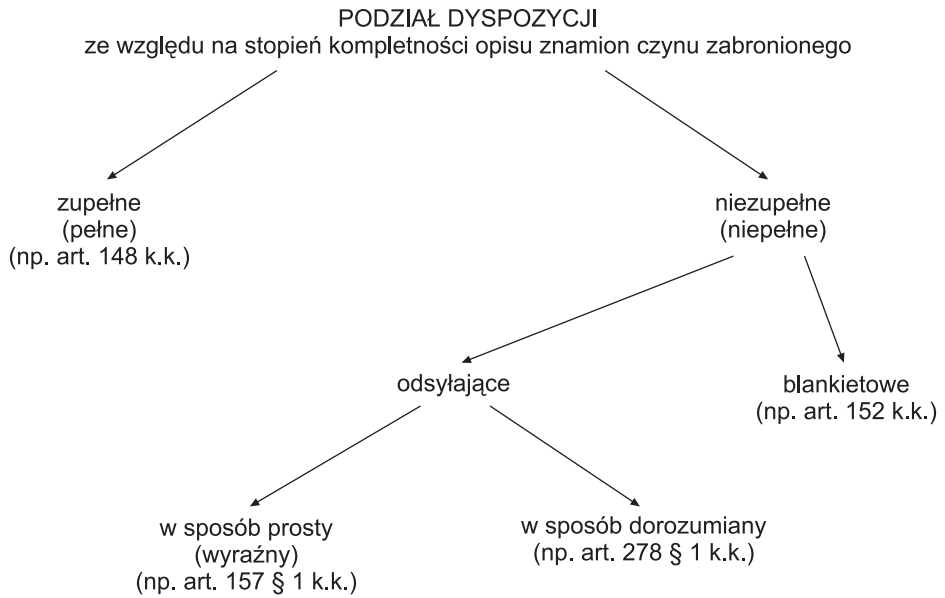 PODZIAŁ DYSPOZYCJI
ze względu na stopień kompletności opisu znamion czynu zabronionego
zupełne
(pełne)
(np. art. 148 k.k.)
niezupełne
(niepełne)
odsyłające
blankietowe
(np. art. 152 k.k.)
w sposób prosty
(wyraźny)
(np. art. 157 § 1 k.k.)
w sposób dorozumiany
(np. art. 278 § 1 k.k.)